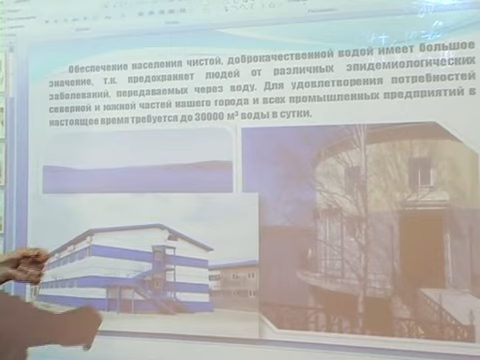 Обеспечение населения чистой, доброкачественной водой имеет большое
значение, т.к. предохраняет людей от различных эпидемиологических
заболеваний, передаваемых через воду. Для удовлетворения потребностей
северной и южной частей нашего города и всех промышленных предприятий в
настоящее время требуется до 30000 м³ воды в сутки.